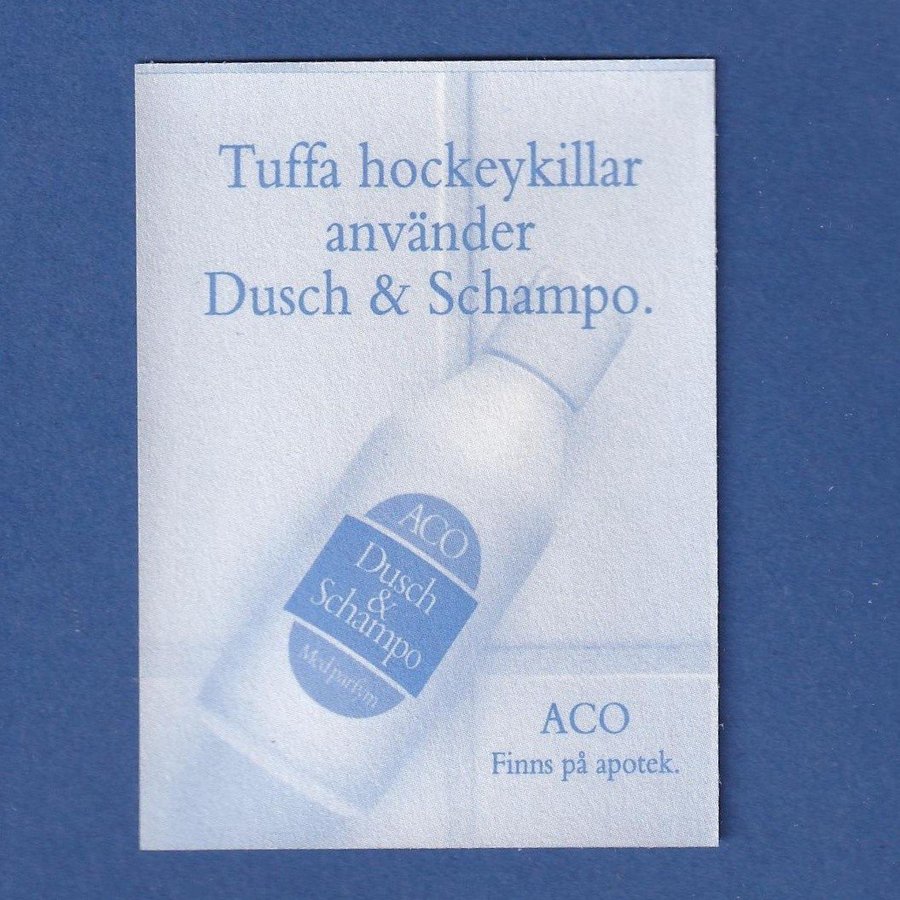 Tuffa hockeykillar
använder
Dusch & Schampo.
ACO
Dusch
&
Schampo
Med parfym
ACO
Finns på apotek.